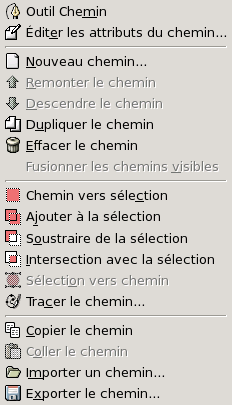 Outil Chemin
Éditer les attributs du chemin...
Nouveau chemin...
Remonter le chemin
Descendre le chemin
Dupliquer le chemin
Effacer le chemin
Fusionner les chemins visibles
Chemin vers sélection
Ajouter à la sélection
Soustraire de la sélection
Intersection avec la sélection
Sélection vers chemin
Tracer le chemin...
Copier le chemin
Coller le chemin
Importer un chemin...
Exporter le chemin...